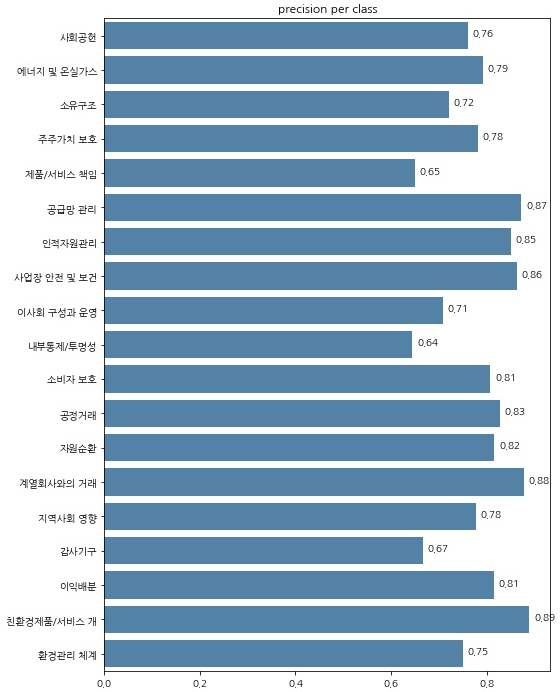 precision per class
사회공헌 0,76
에너지 및 온실가스 0,79
소유구조 0,72
주주가치 보호 0,78
제품/서비스 책임 0,65
공급망 관리 0,87
인적자원관리 0,85
사업장 안전 및 보건 0,86
이사회 구성과 운영 0,71
내부통제/투명성 0,64
소비자 보호 0,81
공정거래 0,83
자원순환 0,82
계열회사와의 거래 0,88
지역사회 영향 0,78
감사기구 0,67
이익배분 0,81
친환경제품/서비스 개 0,89
환경관리 체계 0,75
0,0 0,2 0,4 0,6 0,8